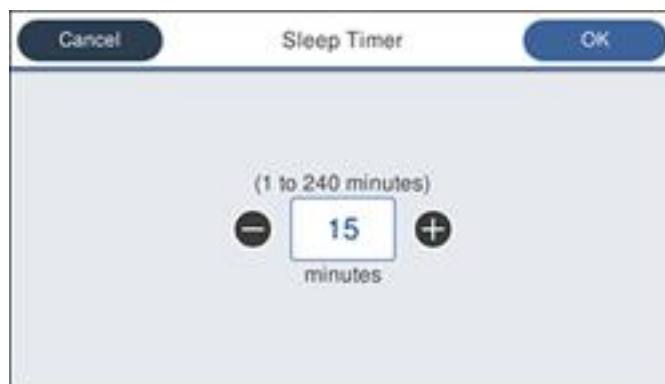 Cancel
Sleep Timer
OK
(1 to 240 minutes)
15
minutes